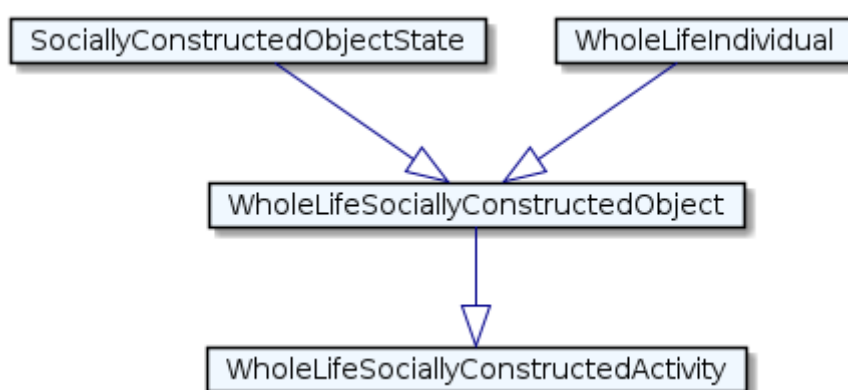 SociallyConstructedObjectState
WholeLifeIndividual
WholeLifeSociallyConstructedObject
WholeLifeSociallyConstructedActivity